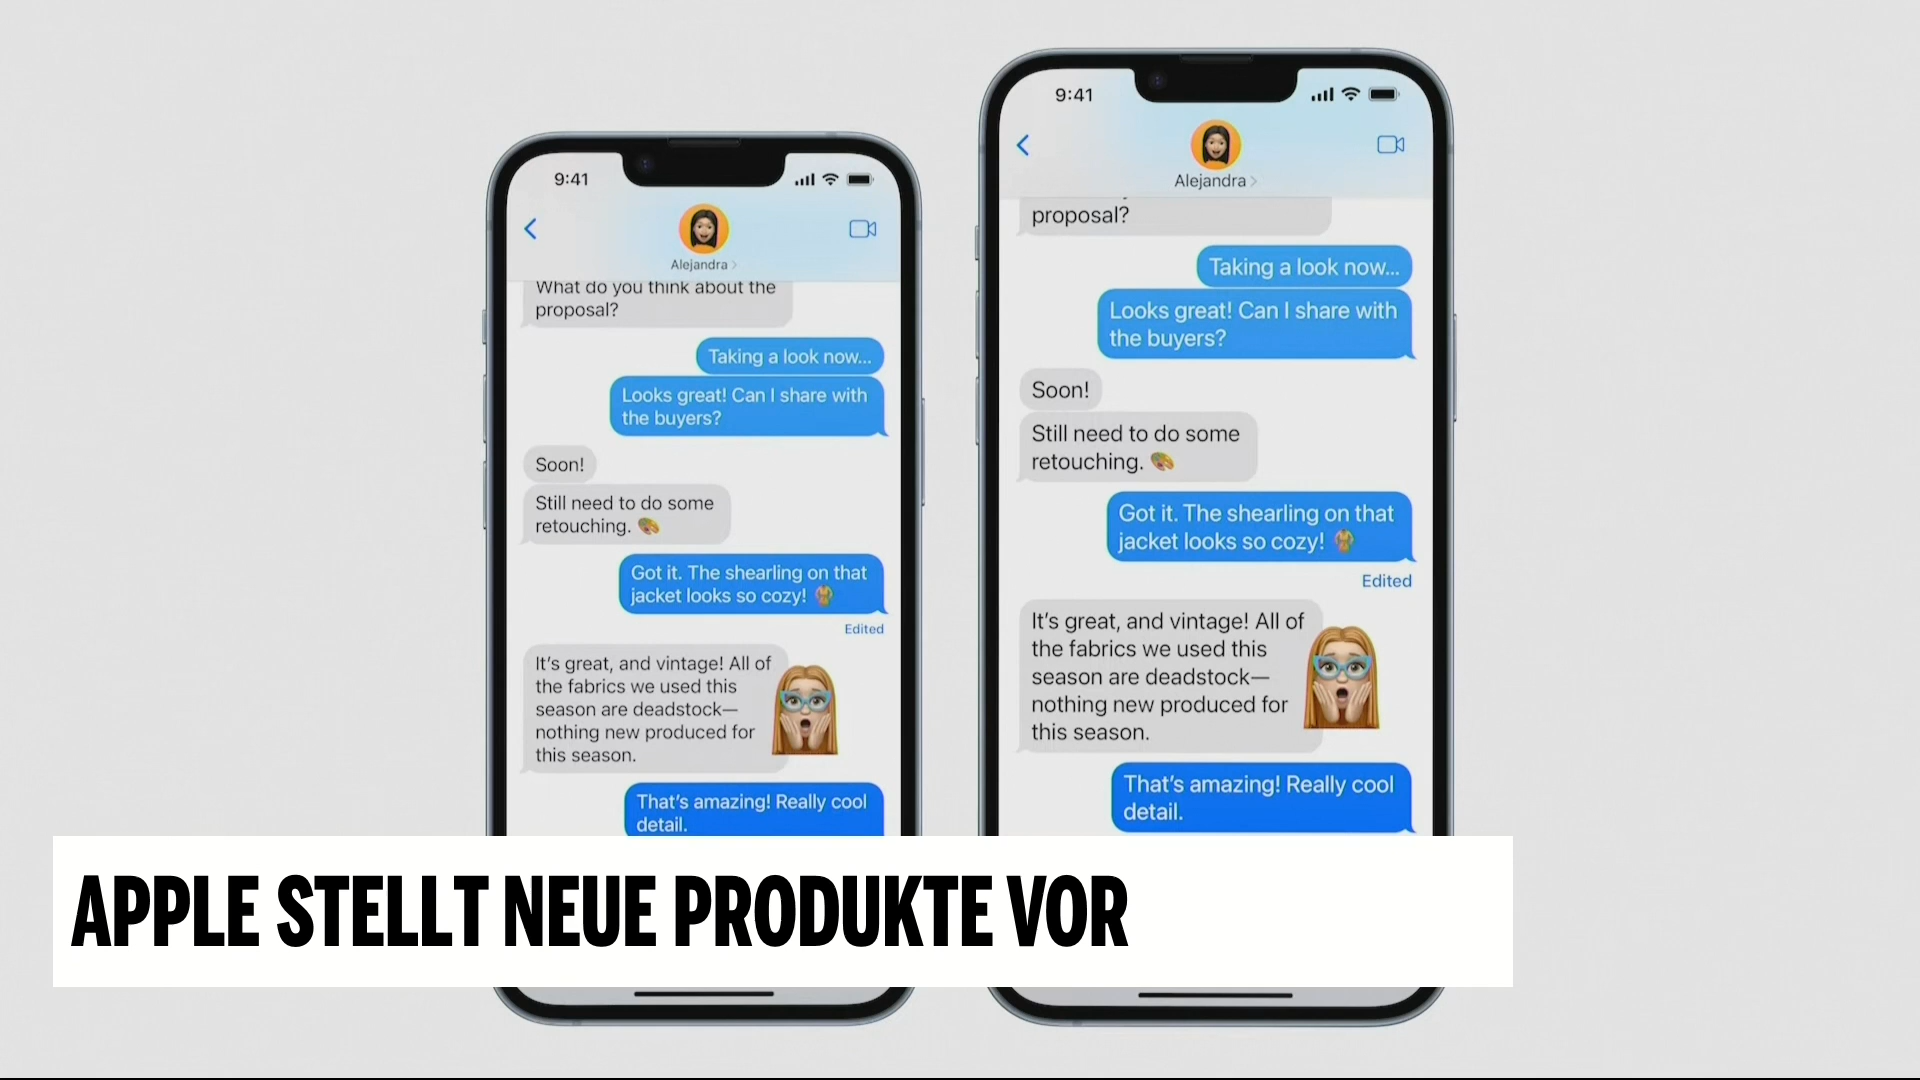 9:41
Alejandra
What do you think about the
proposal?
Taking a look now...
Looks great! Can I share with
the buyers?
Soon!
Still need to do some
retouching. 🎨
Got it. The shearling on that
jacket looks so cozy! 🧥
Edited
It's great, and vintage! All of
the fabrics we used this
season are deadstock—
nothing new produced for
this season.
That's amazing! Really cool
detail.
9:41
Alejandra
proposal?
Taking a look now...
Looks great! Can I share with
the buyers?
Soon!
Still need to do some
retouching. 🎨
Got it. The shearling on that
jacket looks so cozy! 🧥
Edited
It's great, and vintage! All of
the fabrics we used this
season are deadstock—
nothing new produced for
this season.
That's amazing! Really cool
detail.
APPLE STELLT NEUE PRODUKTE VOR